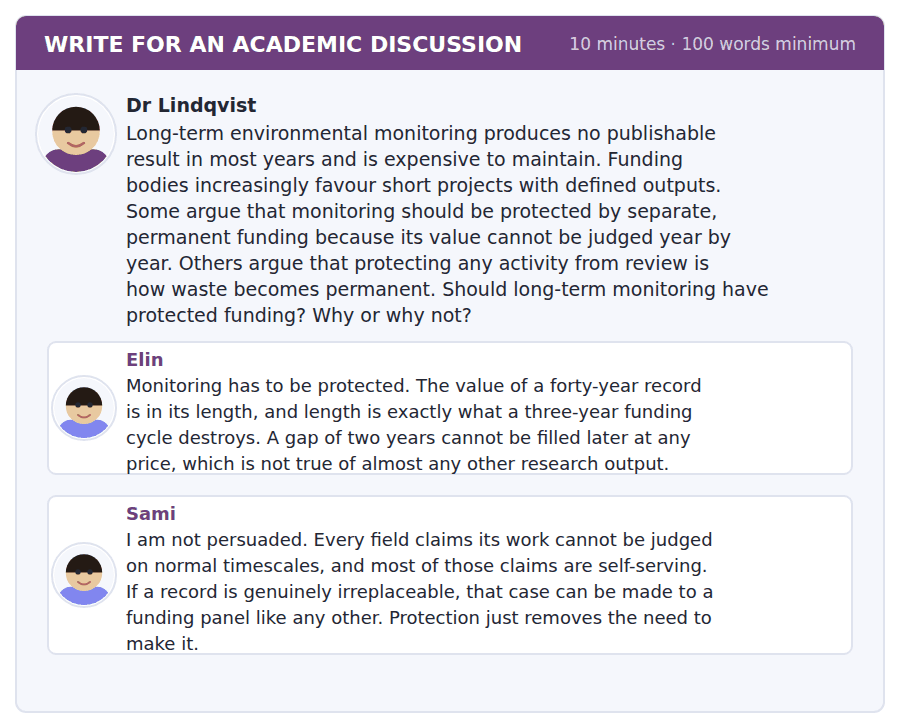 WRITE FOR AN ACADEMIC DISCUSSION
10 minutes · 100 words minimum
Dr Lindqvist
Long-term environmental monitoring produces no publishable
result in most years and is expensive to maintain. Funding
bodies increasingly favour short projects with defined outputs.
Some argue that monitoring should be protected by separate,
permanent funding because its value cannot be judged year by
year. Others argue that protecting any activity from review is
how waste becomes permanent. Should long-term monitoring have
protected funding? Why or why not?
Elin
Monitoring has to be protected. The value of a forty-year record
is in its length, and length is exactly what a three-year funding
cycle destroys. A gap of two years cannot be filled later at any
price, which is not true of almost any other research output.
Sami
I am not persuaded. Every field claims its work cannot be judged
on normal timescales, and most of those claims are self-serving.
If a record is genuinely irreplaceable, that case can be made to a
funding panel like any other. Protection just removes the need to
make it.